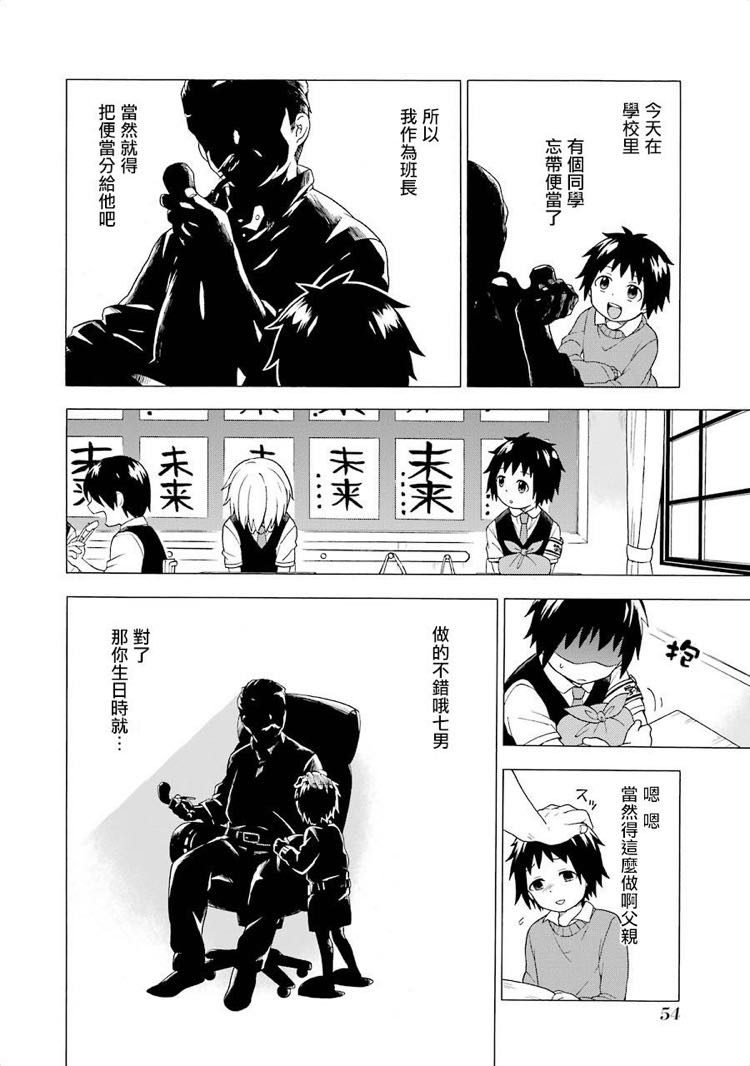 今天在
學校里
有個同學
忘帶便當了
所以
我作為班長
當然就得
把便當分給他吧
未来
未来
未来
未来
未来
抱
嗯嗯
當然得這麼做啊父親
スッ
做的不錯哦七男
對了
那你生日時就…
54